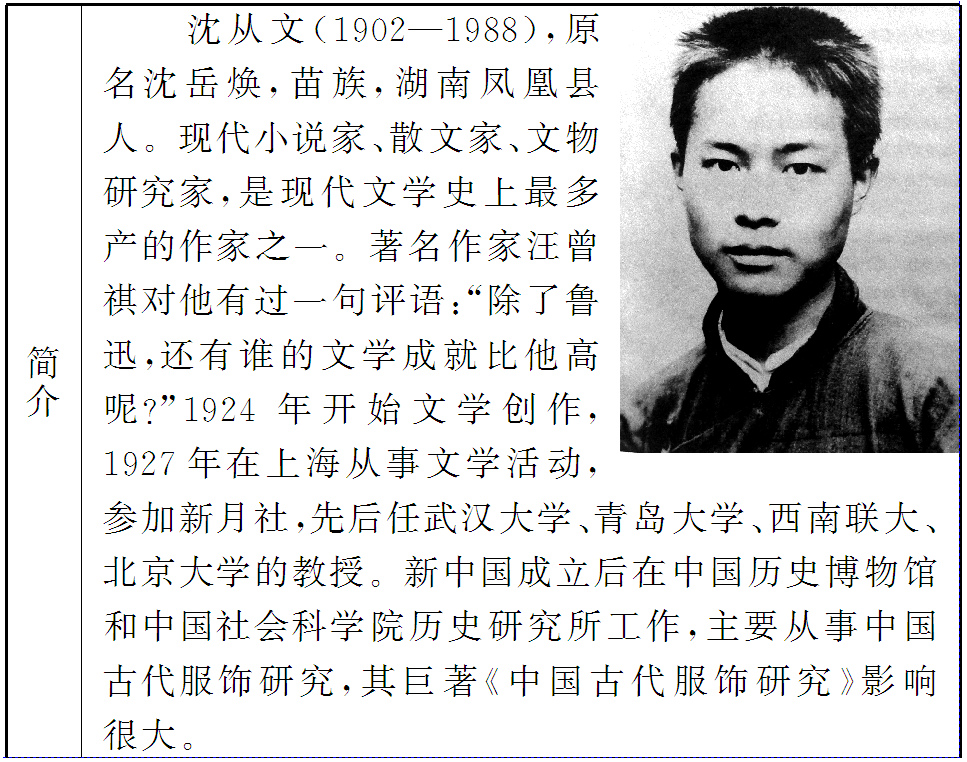 简介
沈从文(1902—1988),原
名沈岳焕,苗族,湖南凤凰县
人。现代小说家、散文家、文物
研究家,是现代文学史上最多
产的作家之一。著名作家汪曾
祺对他有过一句评语:“除了鲁
迅,还有谁的文学成就比他高
呢?”1924 年开始文学创作,
1927 年在上海从事文学活动,
参加新月社,先后任武汉大学、青岛大学、西南联大、
北京大学的教授。新中国成立后在中国历史博物馆
和中国社会科学院历史研究所工作,主要从事中国
古代服饰研究,其巨著《中国古代服饰研究》影响
很大。